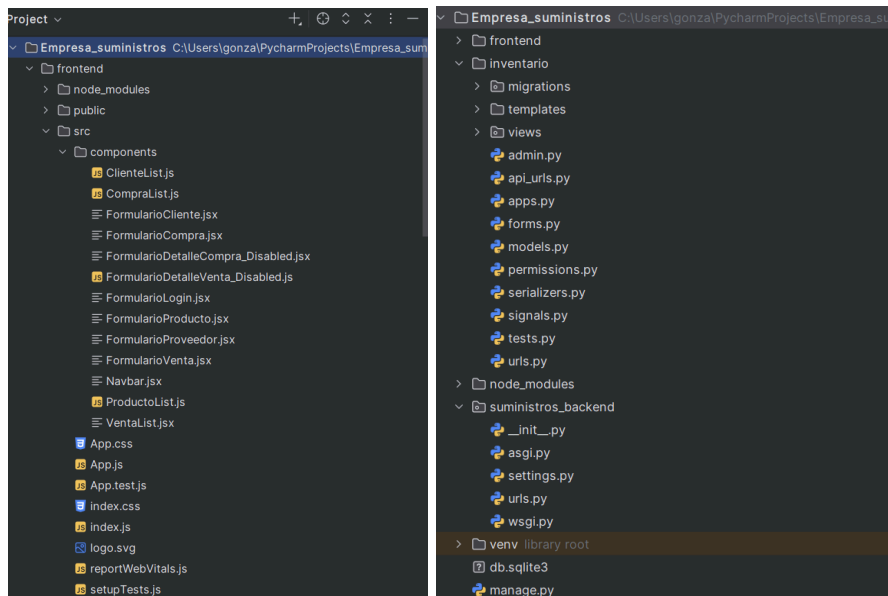 Project
Empresa_suministros C:\Users\gonza\PycharmProjects\Empresa_sum
frontend
node_modules
public
src
components
ClienteList.js
CompraList.js
FormularioCliente.jsx
FormularioCompra.jsx
FormularioDetalleCompra_Disabled.jsx
FormularioDetalleVenta_Disabled.js
FormularioLogin.jsx
FormularioProducto.jsx
FormularioProveedor.jsx
FormularioVenta.jsx
Navbar.jsx
ProductoList.js
VentaList.jsx
App.css
App.js
App.test.js
index.css
index.js
logo.svg
reportWebVitals.js
setupTests.js
Empresa_suministros C:\Users\gonza\PycharmProjects\Empresa_su
frontend
inventario
migrations
templates
views
admin.py
api_urls.py
apps.py
forms.py
models.py
permissions.py
serializers.py
signals.py
tests.py
urls.py
node_modules
suministros_backend
__init__.py
asgi.py
settings.py
urls.py
wsgi.py
venv library root
db.sqlite3
manage.py